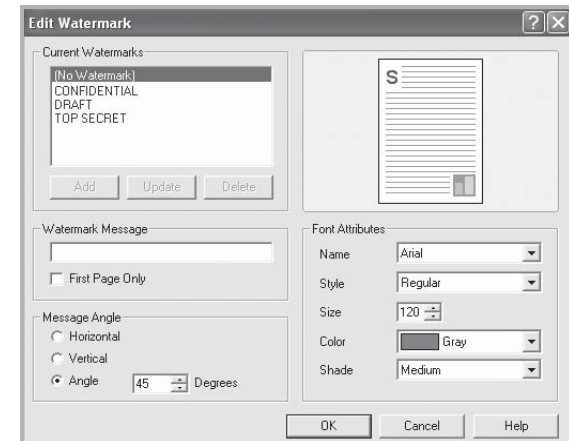 Edit Watermark
Current Watermarks
(No Watermark)
CONFIDENTIAL
DRAFT
TOP SECRET
Add Update Delete
S
Watermark Message
First Page Only
Message Angle
Horizontal
Vertical
Angle 45 Degrees
Font Attributes
Name Arial
Style Regular
Size 120
Color Gray
Shade Medium
OK Cancel Help